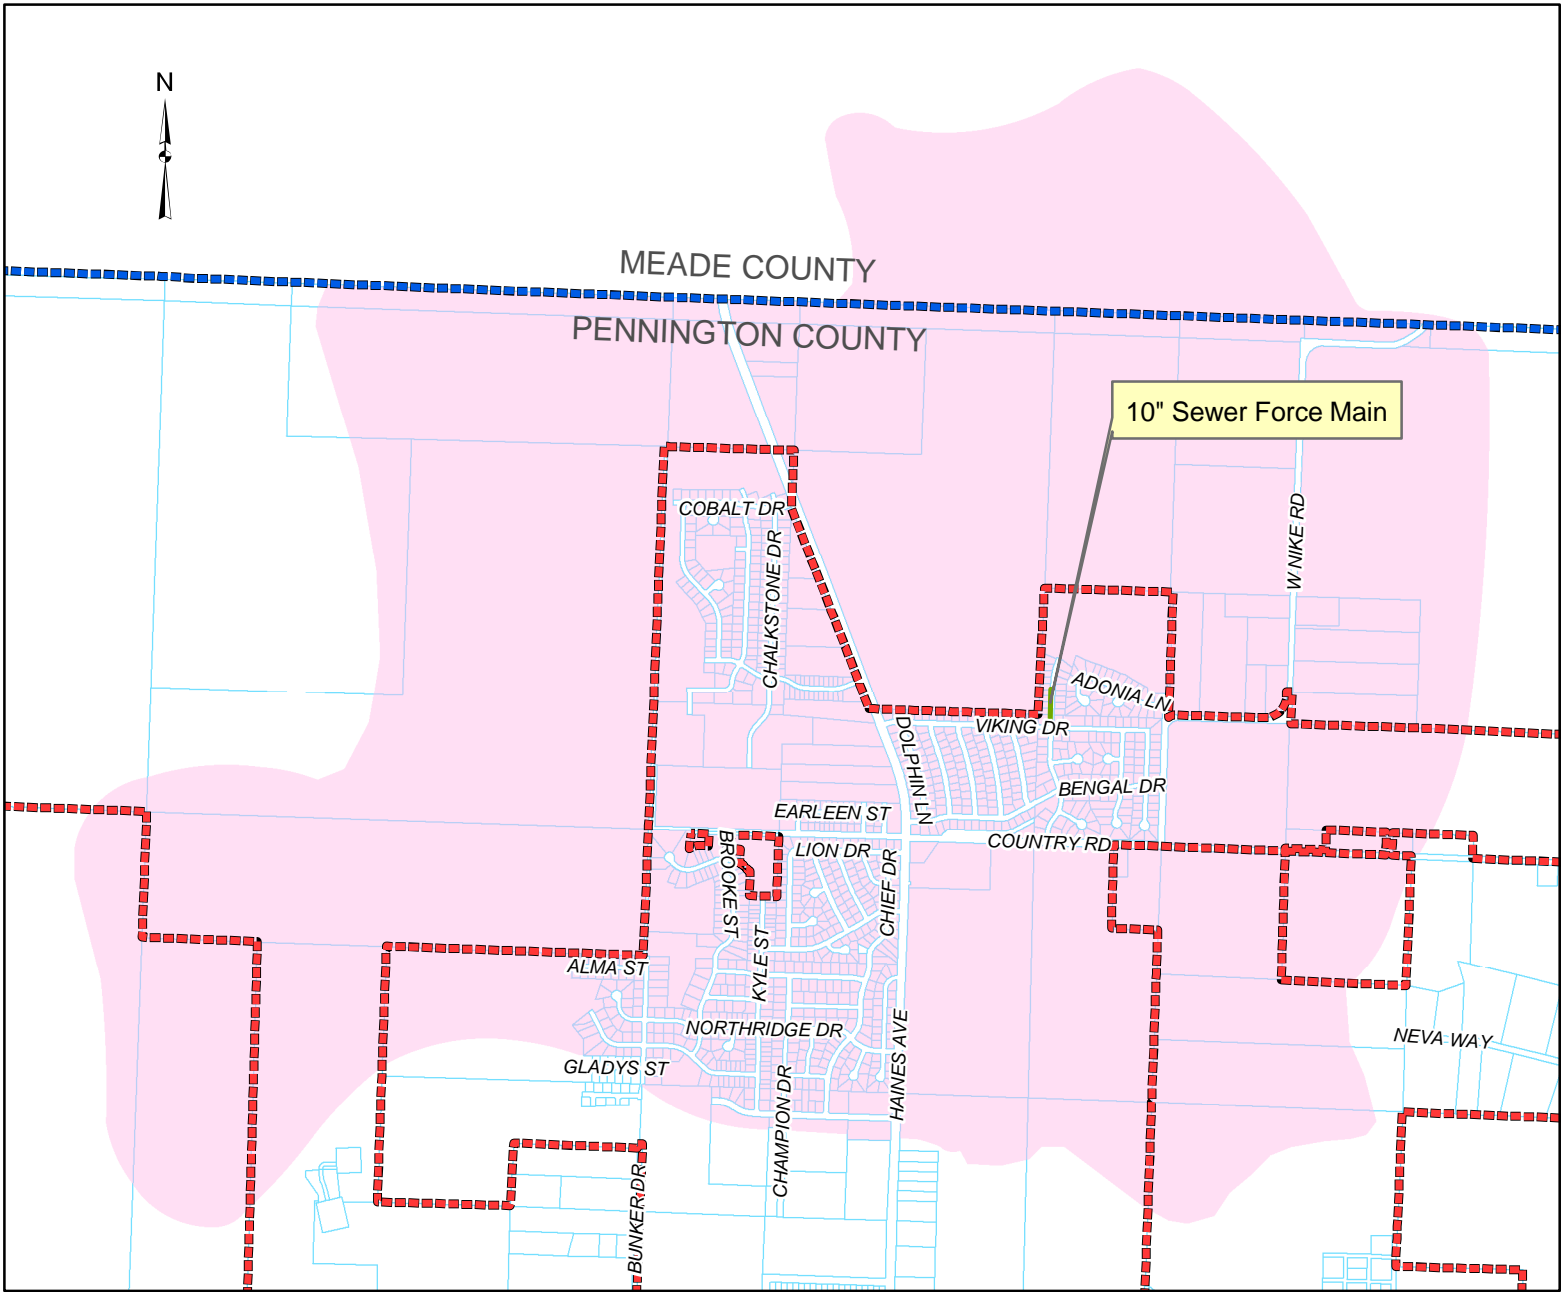 N
MEADE COUNTY
PENNINGTON COUNTY
10" Sewer Force Main
COBALT DR
CHALKSTONE DR
W NIKE RD
ADONIA LN
VIKING DR
DOLPHIN LN
BENGAL DR
EARLEEN ST
COUNTRY RD
LION DR
BROOKE ST
CHIEF DR
KYLE ST
ALMA ST
NORTHRIDGE DR
HAINES AVE
NEVA WAY
GLADYS ST
CHAMPION DR
BUNKER DR